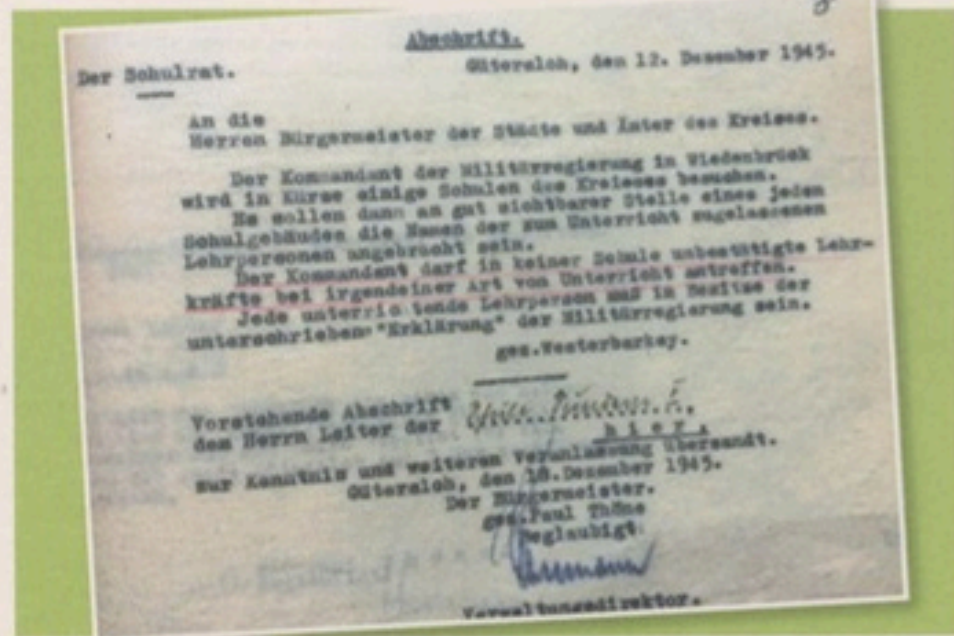 Abschrift.
Der Schulrat.
Gütersloh, den 12. Dezember 1945.
An die
Herren Bürgermeister der Städte und Ämter des Kreises.
Der Kommandant der Militärregierung in Wiedenbrück
wird in Kürze einige Schulen des Kreises besuchen.
Es sollen dann an gut sichtbarer Stelle eines jeden
Schulgebäudes die Namen der zum Unterricht zugelassenen
Lehrpersonen angebracht sein.
Der Kommandant darf in keiner Schule unbestätigte Lehr-
kräfte bei irgendeiner Art von Unterricht antreffen.
Jede unterric tende Lehrperson muß im Besitze der
unterschrieben "Erklärung" der Militärregierung sein.
gez.Westerbarkey.
Vorstehende Abschrift
dem Herrn Leiter der
hier.
zur Kenntnis und weiteren Veranlassung übersandt.
Gütersloh, den 18.Dezember 1945.
Der Bürgermeister.
gez.Paul Thöne
Beglaubigt
Verwaltungsdirektor.